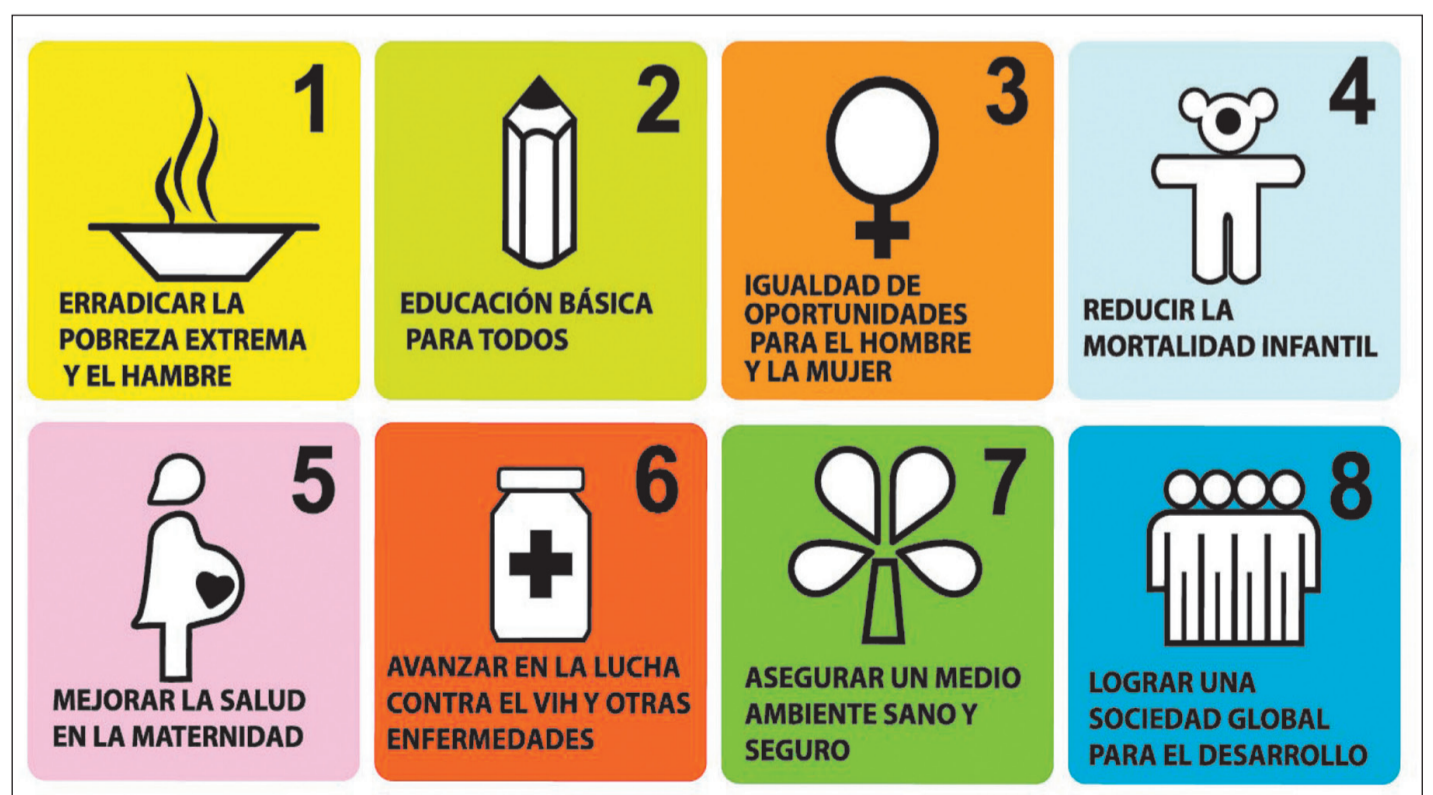 1
ERRADICAR LA
POBREZA EXTREMA
Y EL HAMBRE
2
EDUCACIÓN BÁSICA
PARA TODOS
3
IGUALDAD DE
OPORTUNIDADES
PARA EL HOMBRE
Y LA MUJER
4
REDUCIR LA
MORTALIDAD INFANTIL
5
MEJORAR LA SALUD
EN LA MATERNIDAD
6
AVANZAR EN LA LUCHA
CONTRA EL VIH Y OTRAS
ENFERMEDADES
7
ASEGURAR UN MEDIO
AMBIENTE SANO Y
SEGURO
8
LOGRAR UNA
SOCIEDAD GLOBAL
PARA EL DESARROLLO